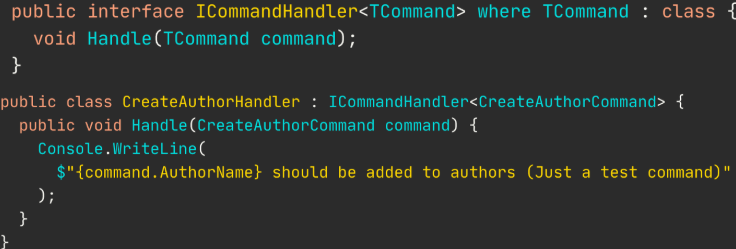 public interface ICommandHandler<TCommand> where TCommand : class {
void Handle(TCommand command);
}
public class CreateAuthorHandler : ICommandHandler<CreateAuthorCommand> {
public void Handle(CreateAuthorCommand command) {
Console.WriteLine(
$"{command.AuthorName} should be added to authors (Just a test command)"
);
}
}